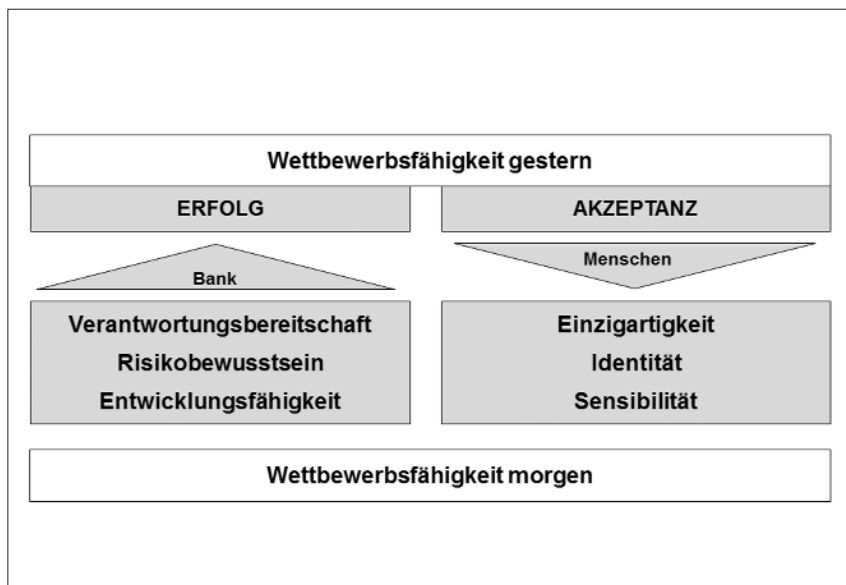 Wettbewerbsfähigkeit gestern
ERFOLG
AKZEPTANZ
Bank
Menschen
Verantwortungsbereitschaft
Risikobewusstsein
Entwicklungsfähigkeit
Einzigartigkeit
Identität
Sensibilität
Wettbewerbsfähigkeit morgen